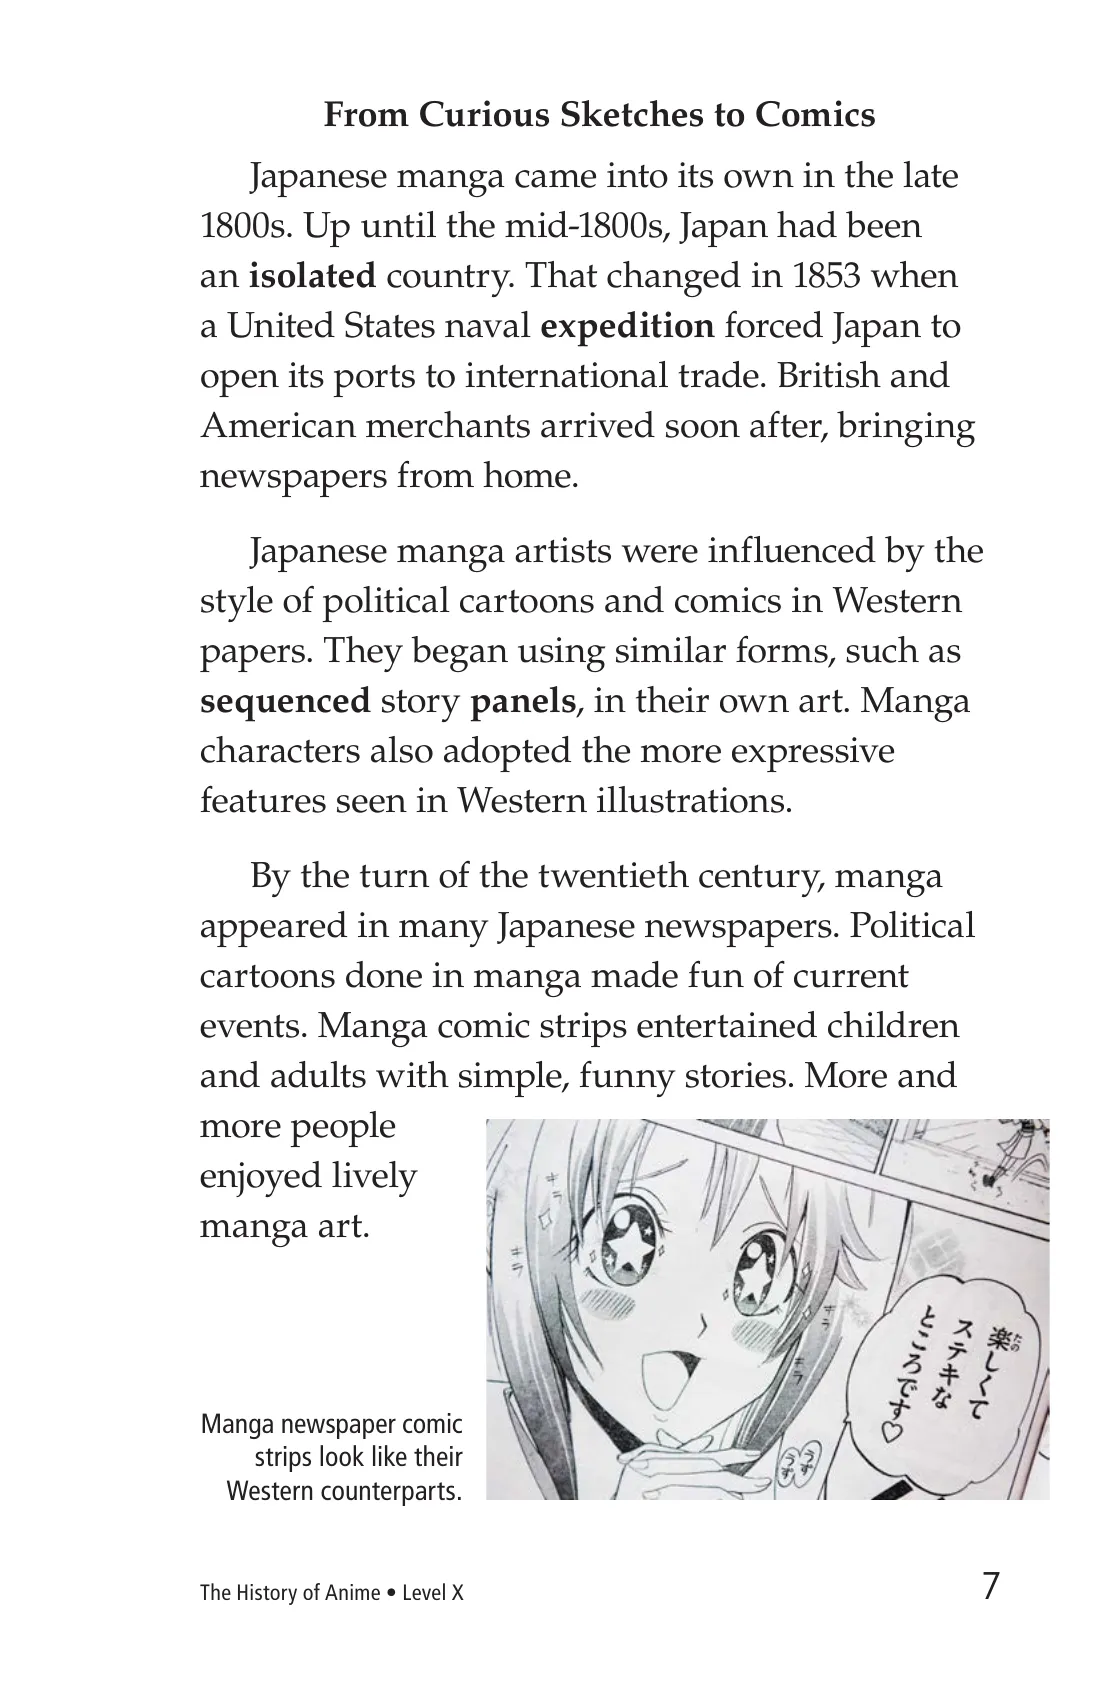 From Curious Sketches to Comics
Japanese manga came into its own in the late
1800s. Up until the mid-1800s, Japan had been
an isolated country. That changed in 1853 when
a United States naval expedition forced Japan to
open its ports to international trade. British and
American merchants arrived soon after, bringing
newspapers from home.
Japanese manga artists were influenced by the
style of political cartoons and comics in Western
papers. They began using similar forms, such as
sequenced story panels, in their own art. Manga
characters also adopted the more expressive
features seen in Western illustrations.
By the turn of the twentieth century, manga
appeared in many Japanese newspapers. Political
cartoons done in manga made fun of current
events. Manga comic strips entertained children
and adults with simple, funny stories. More and
more people
enjoyed lively
manga art.
キラ
キラ
キラ
キラ
楽しくて
たの
ステキな
ところです♡
うず
うず
Manga newspaper comic
strips look like their
Western counterparts.
The History of Anime • Level X
7